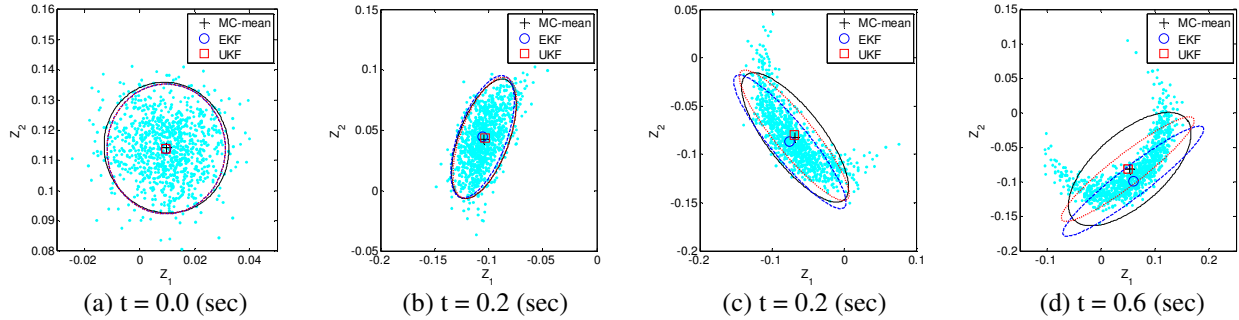 0.16
0.15
0.14
0.13
0.12
0.11
0.1
0.09
0.08
Z2
-0.02 0 0.02 0.04
Z1
+ MC-mean
EKF
UKF
(a) t = 0.0 (sec)
0.2
0.15
0.1
0.05
0
-0.05
Z2
-0.2 -0.15 -0.1 -0.05 0
Z1
+ MC-mean
EKF
UKF
(b) t = 0.2 (sec)
0.05
0
-0.05
-0.1
-0.15
-0.2
Z2
-0.2 -0.1 0 0.1
Z1
+ MC-mean
EKF
UKF
(c) t = 0.2 (sec)
0.15
0.1
0.05
0
-0.05
-0.1
-0.15
-0.2
Z2
-0.1 0 0.1 0.2
Z1
+ MC-mean
EKF
UKF
(d) t = 0.6 (sec)